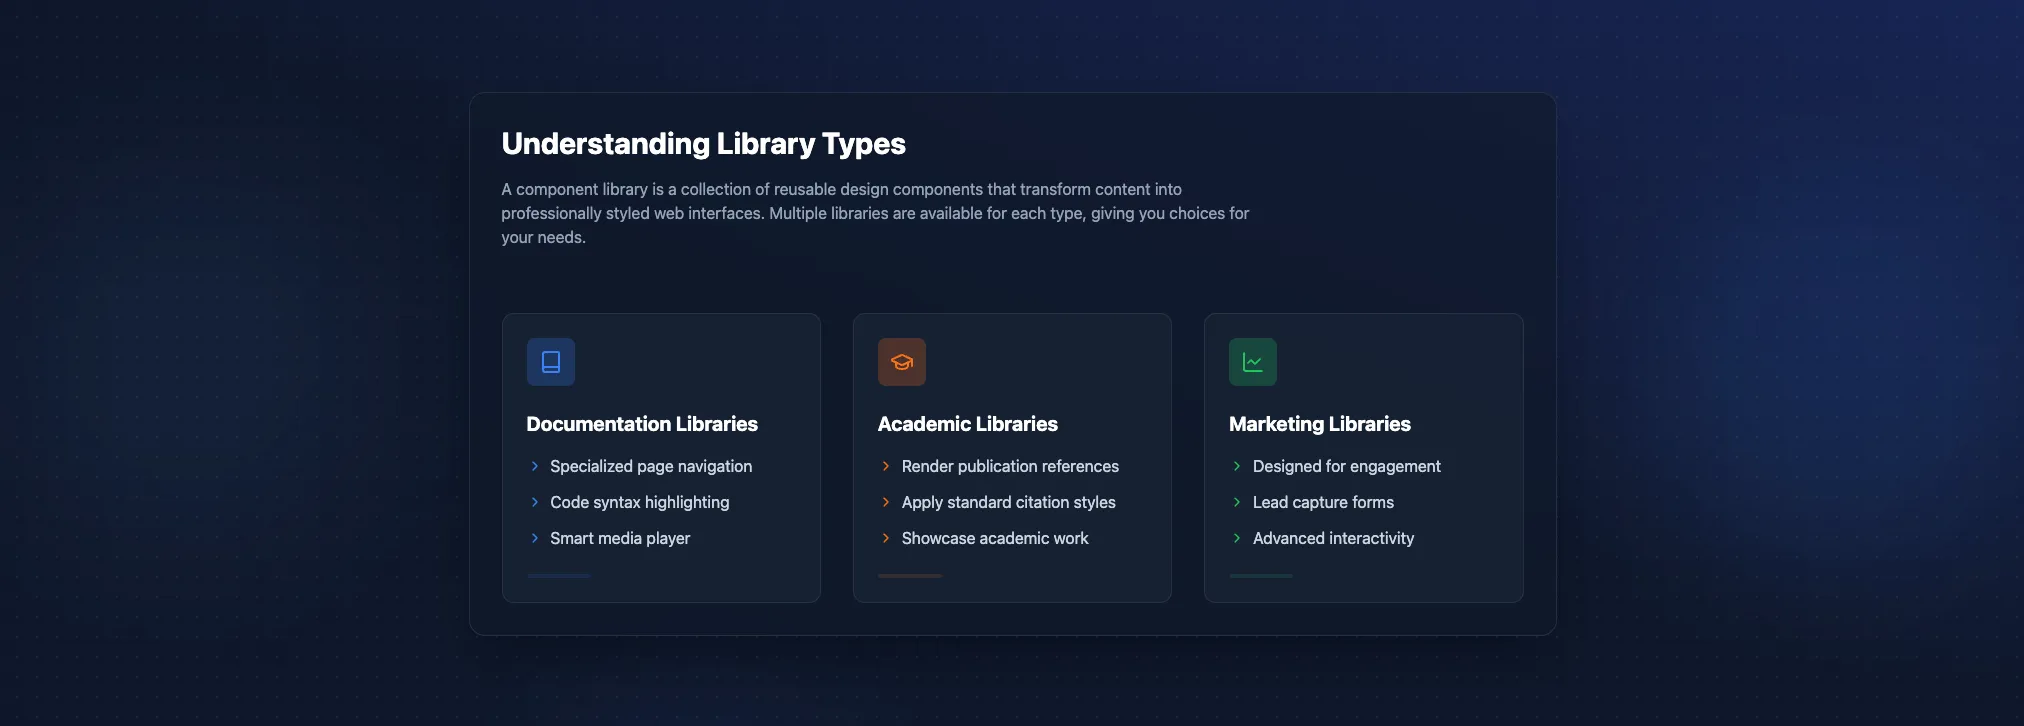 Understanding Library Types
A component library is a collection of reusable design components that transform content into
professionally styled web interfaces. Multiple libraries are available for each type, giving you choices for
your needs.
Documentation Libraries
Specialized page navigation
Code syntax highlighting
Smart media player
Academic Libraries
Render publication references
Apply standard citation styles
Showcase academic work
Marketing Libraries
Designed for engagement
Lead capture forms
Advanced interactivity